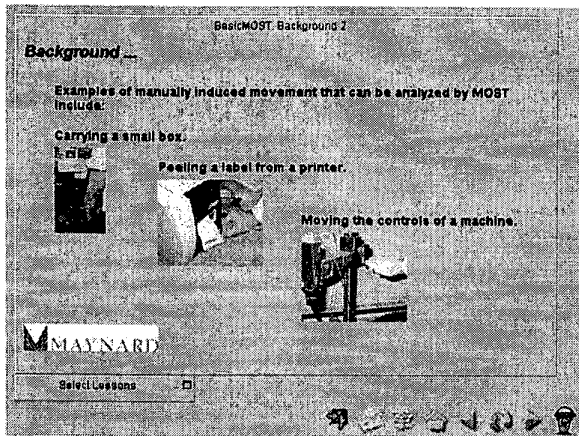 BasicMOST: Background 2
Background ...
Examples of manually induced movement that can be analyzed by MOST
include:
Carrying a small box.
Peeling a label from a printer.
Moving the controls of a machine.
MAYNARD
Select Lessons